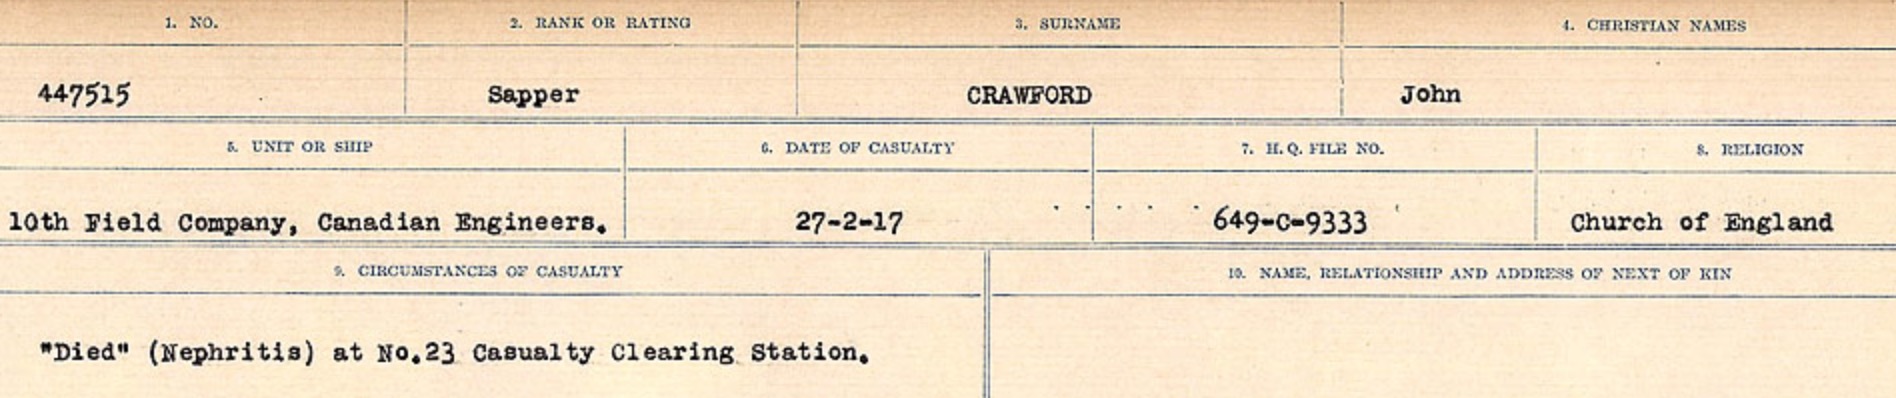 1. NO. 2. RANK OR RATING 3. SURNAME 4. CHRISTIAN NAMES
447515 Sapper CRAWFORD John
5. UNIT OR SHIP 6. DATE OF CASUALTY 7. H. Q. FILE NO. 8. RELIGION
10th Field Company, Canadian Engineers. 27-2-17 649-C-9333 Church of England
9. CIRCUMSTANCES OF CASUALTY 10. NAME, RELATIONSHIP AND ADDRESS OF NEXT OF KIN
"Died" (Nephritis) at No.23 Casualty Clearing Station.